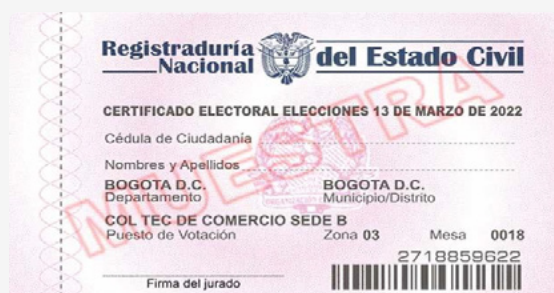 Registraduría Nacional del Estado Civil
CERTIFICADO ELECTORAL ELECCIONES 13 DE MARZO DE 2022
Cédula de Ciudadanía
Nombres y Apellidos
BOGOTA D.C. BOGOTA D.C.
Departamento Municipio/Distrito
COL TEC DE COMERCIO SEDE B
Puesto de Votación Zona 03 Mesa 0018
2718859622
Firma del jurado
MUESTRA